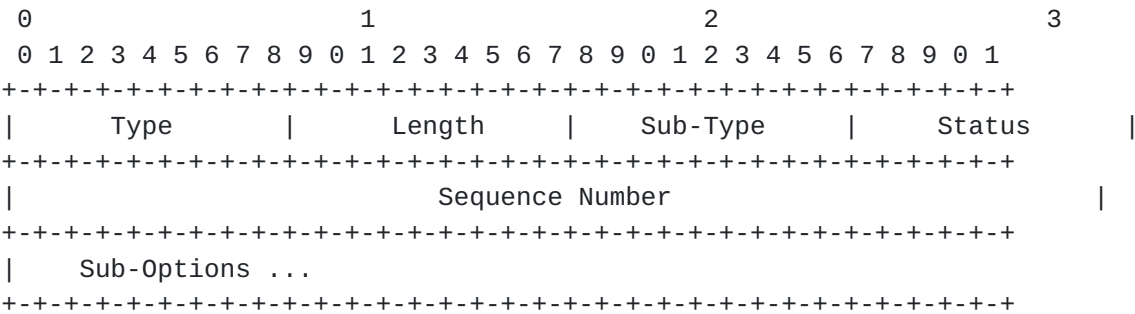 0                     1                     2                     3
0 1 2 3 4 5 6 7 8 9 0 1 2 3 4 5 6 7 8 9 0 1 2 3 4 5 6 7 8 9 0 1
+-+-+-+-+-+-+-+-+-+-+-+-+-+-+-+-+-+-+-+-+-+-+-+-+-+-+-+-+-+-+-+-+
|      Type       |      Length     |    Sub-Type     |     Status      |
+-+-+-+-+-+-+-+-+-+-+-+-+-+-+-+-+-+-+-+-+-+-+-+-+-+-+-+-+-+-+-+-+
|                           Sequence Number                           |
+-+-+-+-+-+-+-+-+-+-+-+-+-+-+-+-+-+-+-+-+-+-+-+-+-+-+-+-+-+-+-+-+
|    Sub-Options ...
+-+-+-+-+-+-+-+-+-+-+-+-+-+-+-+-+-+-+-+-+-+-+-+-+-+-+-+-+-+-+-+-+